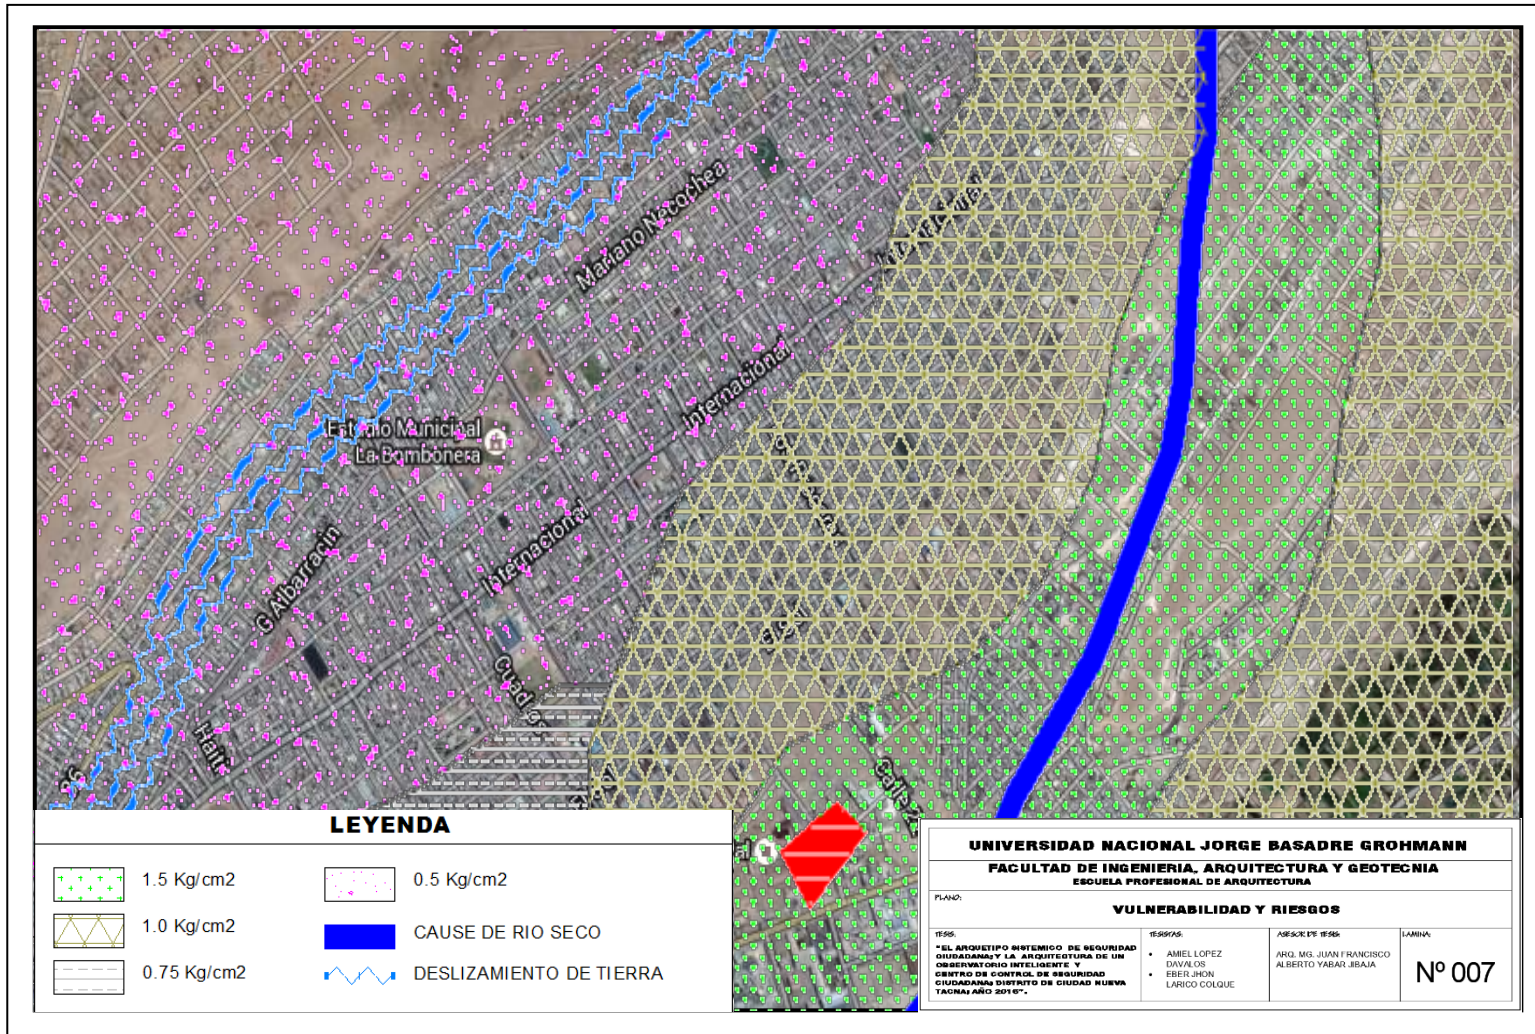 Mariano Necochea
Internacional
Estadio Municipal
La Bombonera
Internacional
G Albarracin
Haití
LEYENDA
1.5 Kg/cm2
0.5 Kg/cm2
1.0 Kg/cm2
CAUSE DE RIO SECO
0.75 Kg/cm2
DESLIZAMIENTO DE TIERRA
UNIVERSIDAD NACIONAL JORGE BASADRE GROHMANN
FACULTAD DE INGENIERIA, ARQUITECTURA Y GEOTECNIA
ESCUELA PROFESIONAL DE ARQUITECTURA
PLANO:
VULNERABILIDAD Y RIESGOS
TESIS:
"EL ARQUETIPO SISTEMICO DE SEGURIDAD
CIUDADANA; Y LA ARQUITECTURA DE UN
OBSERVATORIO INTELIGENTE Y
CENTRO DE CONTROL DE SEGURIDAD
CIUDADANA; DISTRITO DE CIUDAD NUEVA
TACNA; AÑO 2016".
TESISTAS:
• AMIEL LOPEZ
DAVALOS
• EBER JHON
LARICO COLQUE
ASESOR DE TESIS:
ARQ. MG. JUAN FRANCISCO
ALBERTO YABAR JIBAJA
LAMINA:
Nº 007